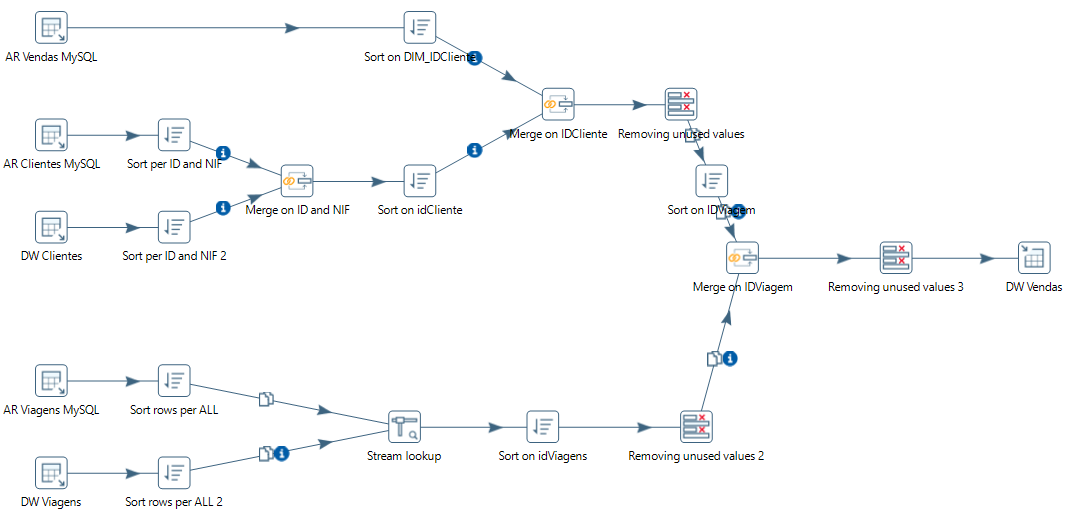 AR Vendas MySQL
Sort on DIM_IDCliente
Merge on IDCliente
Removing unused values
AR Clientes MySQL
Sort per ID and NIF
Merge on ID and NIF
Sort on idCliente
Sort on IDViagem
DW Clientes
Sort per ID and NIF 2
Merge on IDViagem
Removing unused values 3
DW Vendas
AR Viagens MySQL
Sort rows per ALL
Stream lookup
Sort on idViagens
Removing unused values 2
DW Viagens
Sort rows per ALL 2